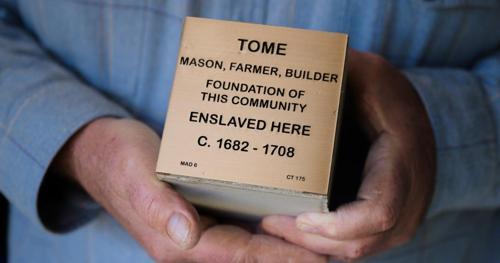 TOME
MASON, FARMER, BUILDER
FOUNDATION OF
THIS COMMUNITY
ENSLAVED HERE
C. 1682 - 1708
MAD 6 CT 175